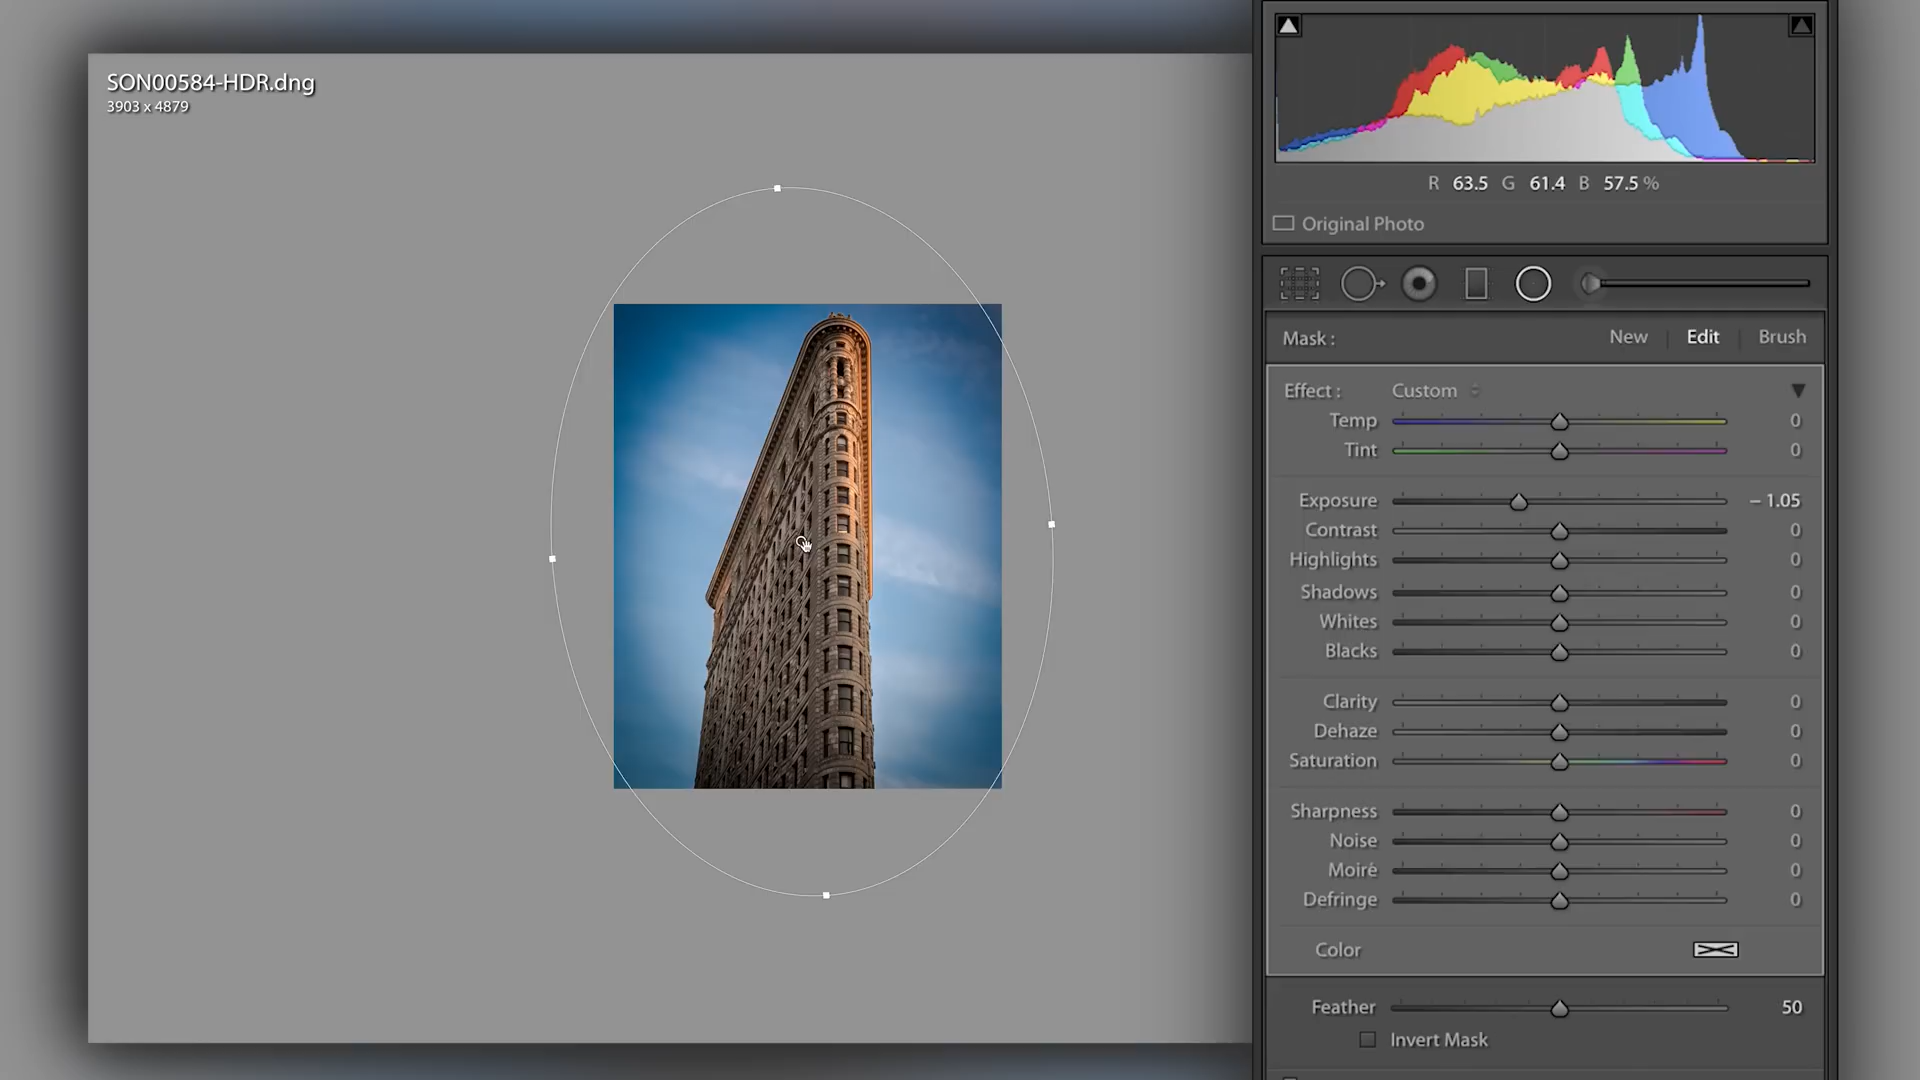 SON00584-HDR.dng
3903 x 4879
R 63.5 G 61.4 B 57.5 %
Original Photo
Mask : New | Edit | Brush
Effect : Custom
Temp 0
Tint 0
Exposure – 1.05
Contrast 0
Highlights 0
Shadows 0
Whites 0
Blacks 0
Clarity 0
Dehaze 0
Saturation 0
Sharpness 0
Noise 0
Moiré 0
Defringe 0
Color
Feather 50
Invert Mask